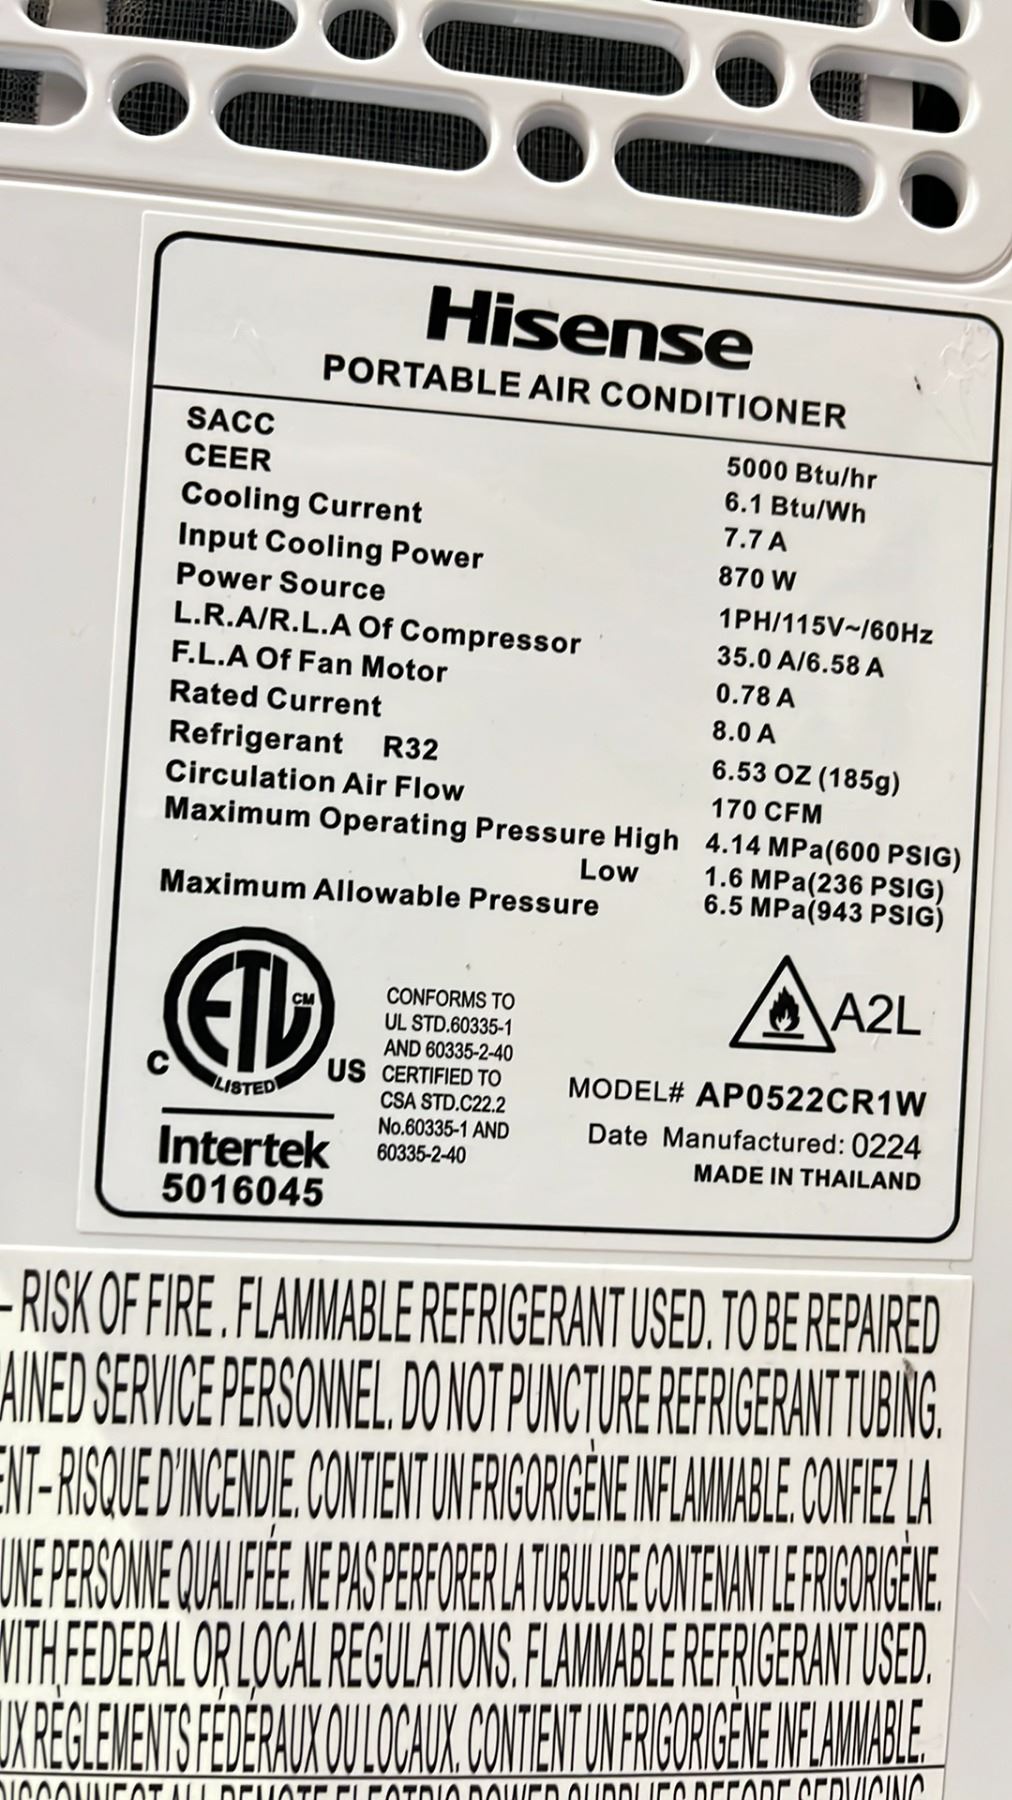 Hisense
PORTABLE AIR CONDITIONER
SACC 5000 Btu/hr
CEER 6.1 Btu/Wh
Cooling Current 7.7 A
Input Cooling Power 870 W
Power Source 1PH/115V~/60Hz
L.R.A/R.L.A Of Compressor 35.0 A/6.58 A
F.L.A Of Fan Motor 0.78 A
Rated Current 8.0 A
Refrigerant R32 6.53 OZ (185g)
Circulation Air Flow 170 CFM
Maximum Operating Pressure High 4.14 MPa(600 PSIG)
Low 1.6 MPa(236 PSIG)
Maximum Allowable Pressure 6.5 MPa(943 PSIG)
ETL CM
C LISTED US
Intertek
5016045
CONFORMS TO
UL STD.60335-1
AND 60335-2-40
CERTIFIED TO
CSA STD.C22.2
No.60335-1 AND
60335-2-40
A2L
MODEL# AP0522CR1W
Date Manufactured: 0224
MADE IN THAILAND
– RISK OF FIRE. FLAMMABLE REFRIGERANT USED. TO BE REPAIRED
AINED SERVICE PERSONNEL. DO NOT PUNCTURE REFRIGERANT TUBING.
ENT – RISQUE D'INCENDIE. CONTIENT UN FRIGORIGÈNE INFLAMMABLE. CONFIEZ LA
UNE PERSONNE QUALIFIÉE. NE PAS PERFORER LA TUBULURE CONTENANT LE FRIGORIGÈNE.
WITH FEDERAL OR LOCAL REGULATIONS. FLAMMABLE REFRIGERANT USED.
UX RÈGLEMENTS FÉDÉRAUX OU LOCAUX. CONTIENT UN FRIGORIGÈNE INFLAMMABLE.
DISCONNECT ALL REMOTE ELECTRIC POWER SUPPLIES BEFORE SERVICING